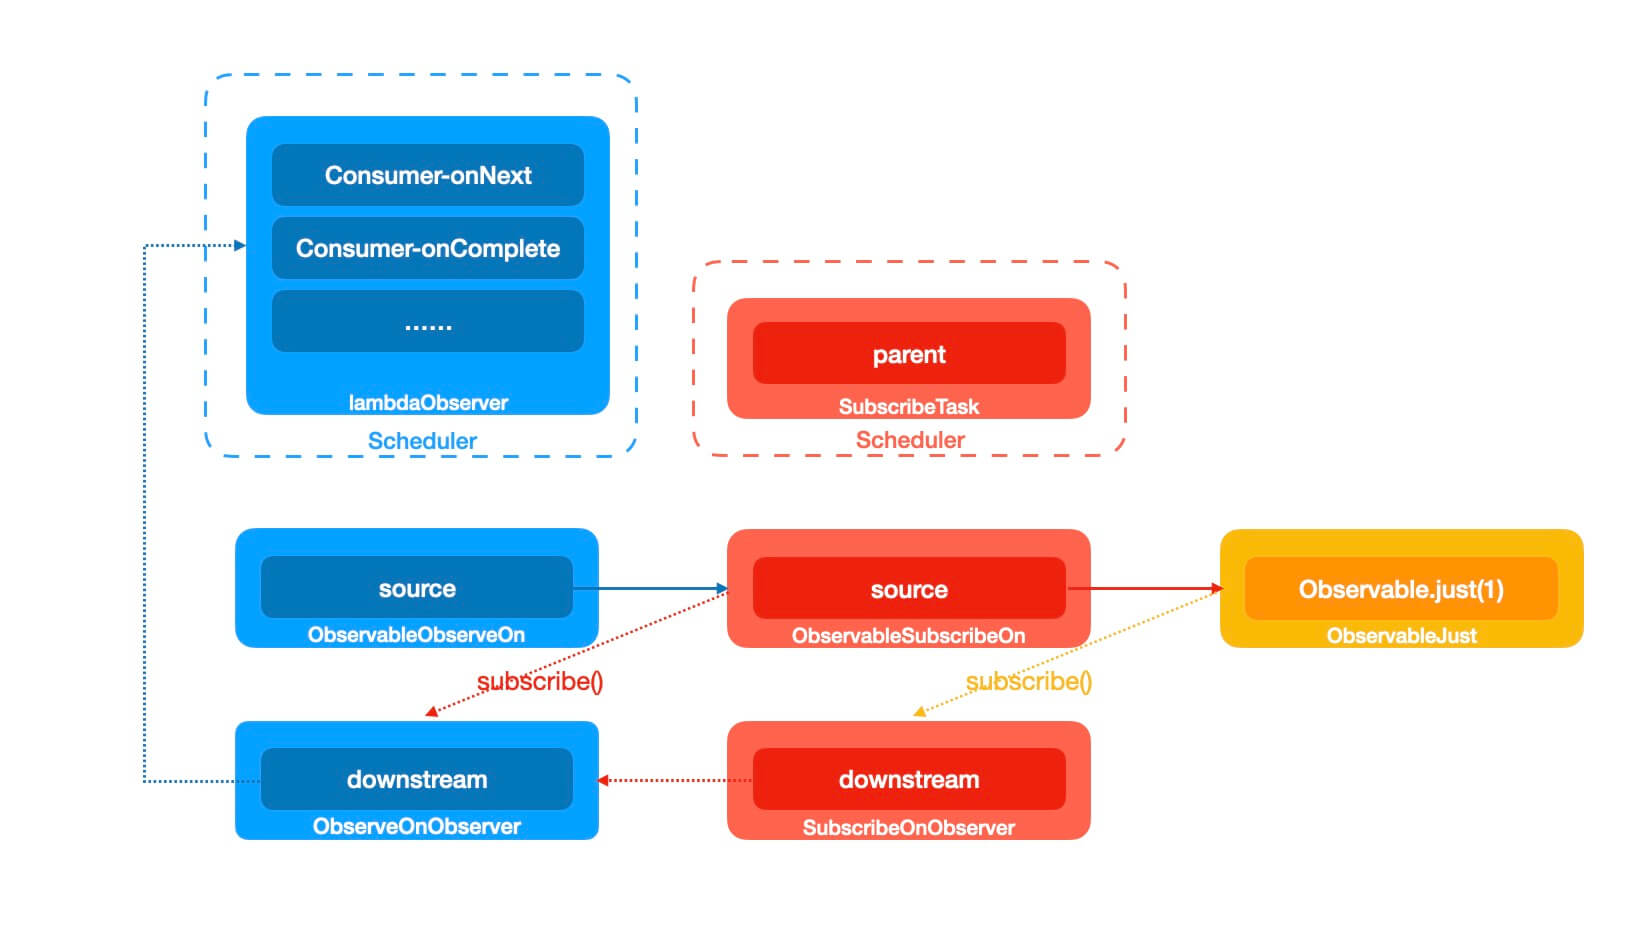 Consumer-onNext
Consumer-onComplete
......
lambdaObserver
Scheduler
parent
SubscribeTask
Scheduler
source
ObservableObserveOn
source
ObservableSubscribeOn
Observable.just(1)
ObservableJust
subscribe()
subscribe()
downstream
ObserveOnObserver
downstream
SubscribeOnObserver